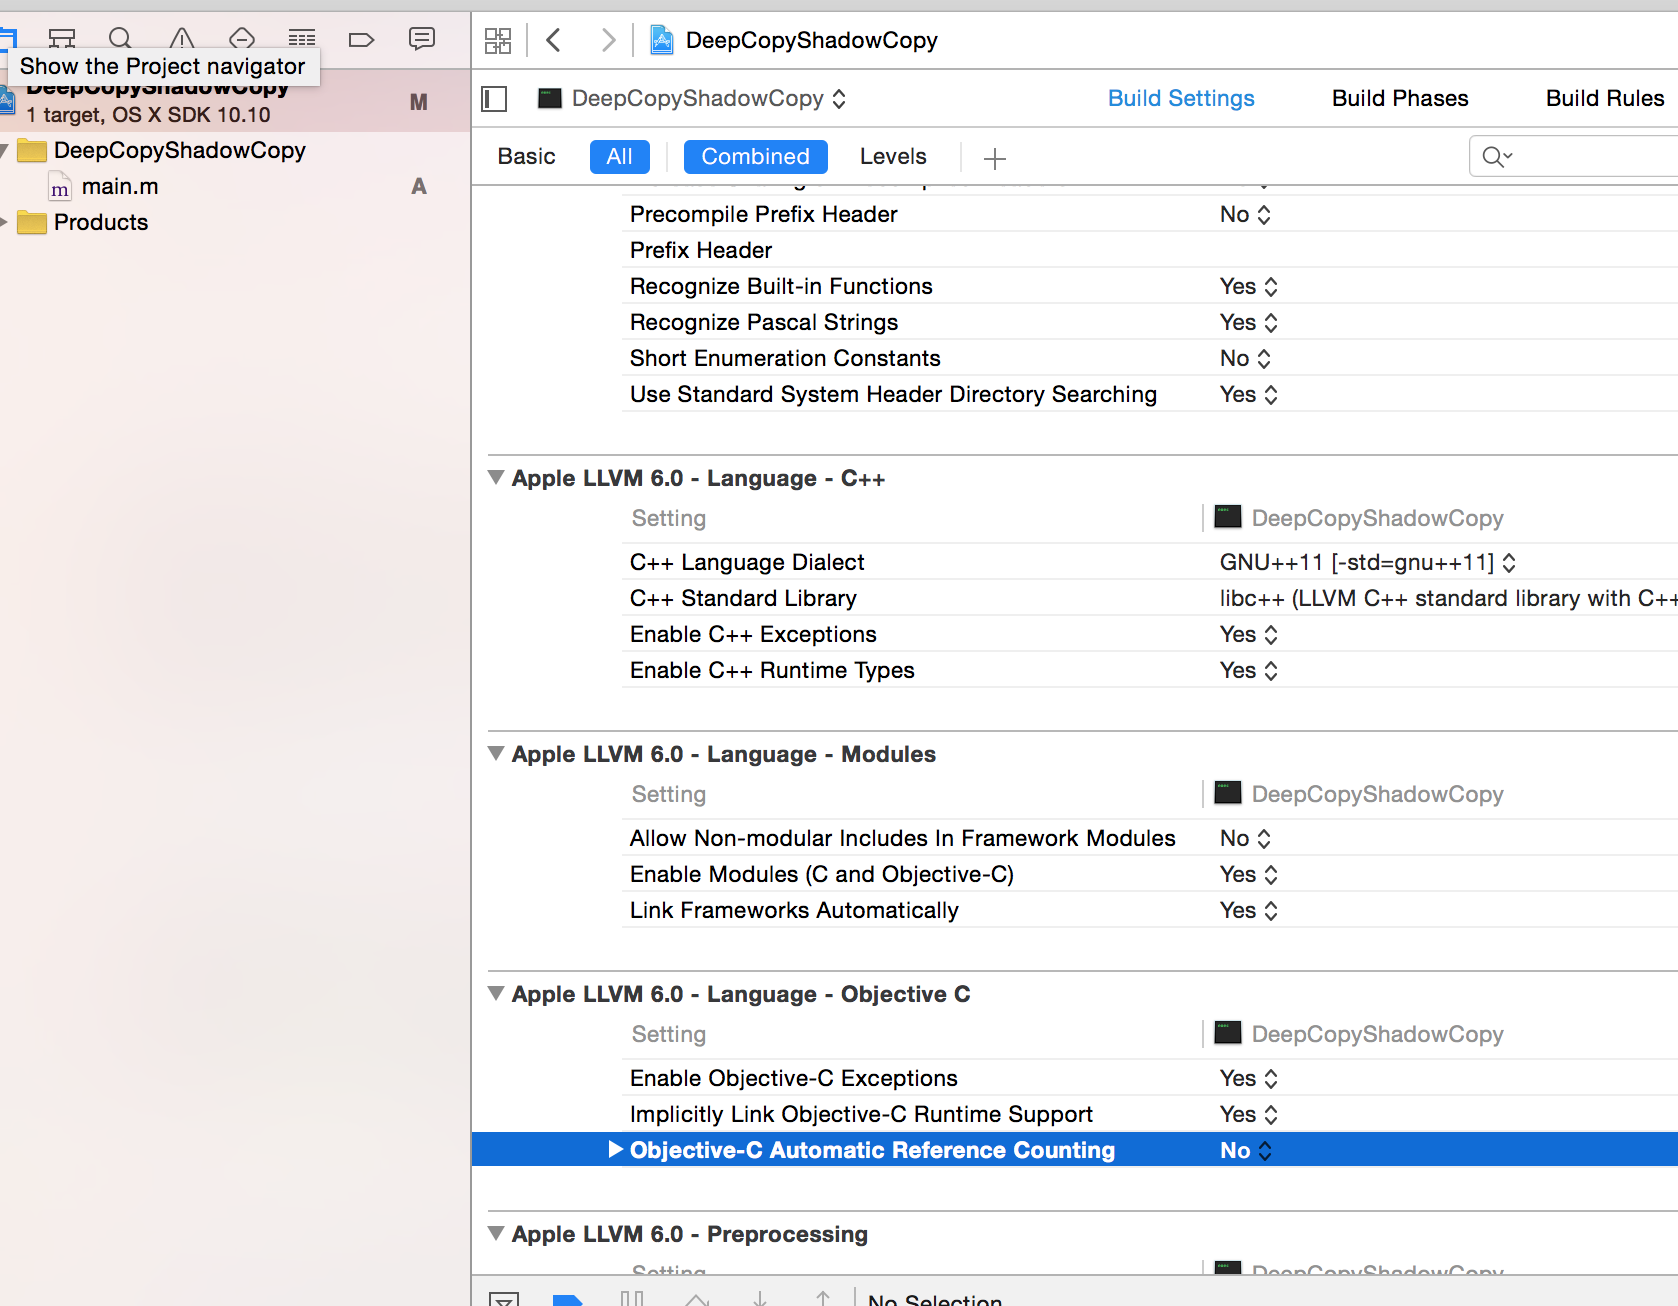 DeepCopyShadowCopy
Show the Project navigator
DeepCopyShadowCopy
1 target, OS X SDK 10.10
M
DeepCopyShadowCopy
main.m
A
Products
DeepCopyShadowCopy
Build Settings
Build Phases
Build Rules
Basic
All
Combined
Levels
Precompile Prefix Header No
Prefix Header
Recognize Built-in Functions Yes
Recognize Pascal Strings Yes
Short Enumeration Constants No
Use Standard System Header Directory Searching Yes
Apple LLVM 6.0 - Language - C++
Setting DeepCopyShadowCopy
C++ Language Dialect GNU++11 [-std=gnu++11]
C++ Standard Library libc++ (LLVM C++ standard library with C++
Enable C++ Exceptions Yes
Enable C++ Runtime Types Yes
Apple LLVM 6.0 - Language - Modules
Setting DeepCopyShadowCopy
Allow Non-modular Includes In Framework Modules No
Enable Modules (C and Objective-C) Yes
Link Frameworks Automatically Yes
Apple LLVM 6.0 - Language - Objective C
Setting DeepCopyShadowCopy
Enable Objective-C Exceptions Yes
Implicitly Link Objective-C Runtime Support Yes
Objective-C Automatic Reference Counting No
Apple LLVM 6.0 - Preprocessing
Setting DeepCopyShadowCopy
No Selection